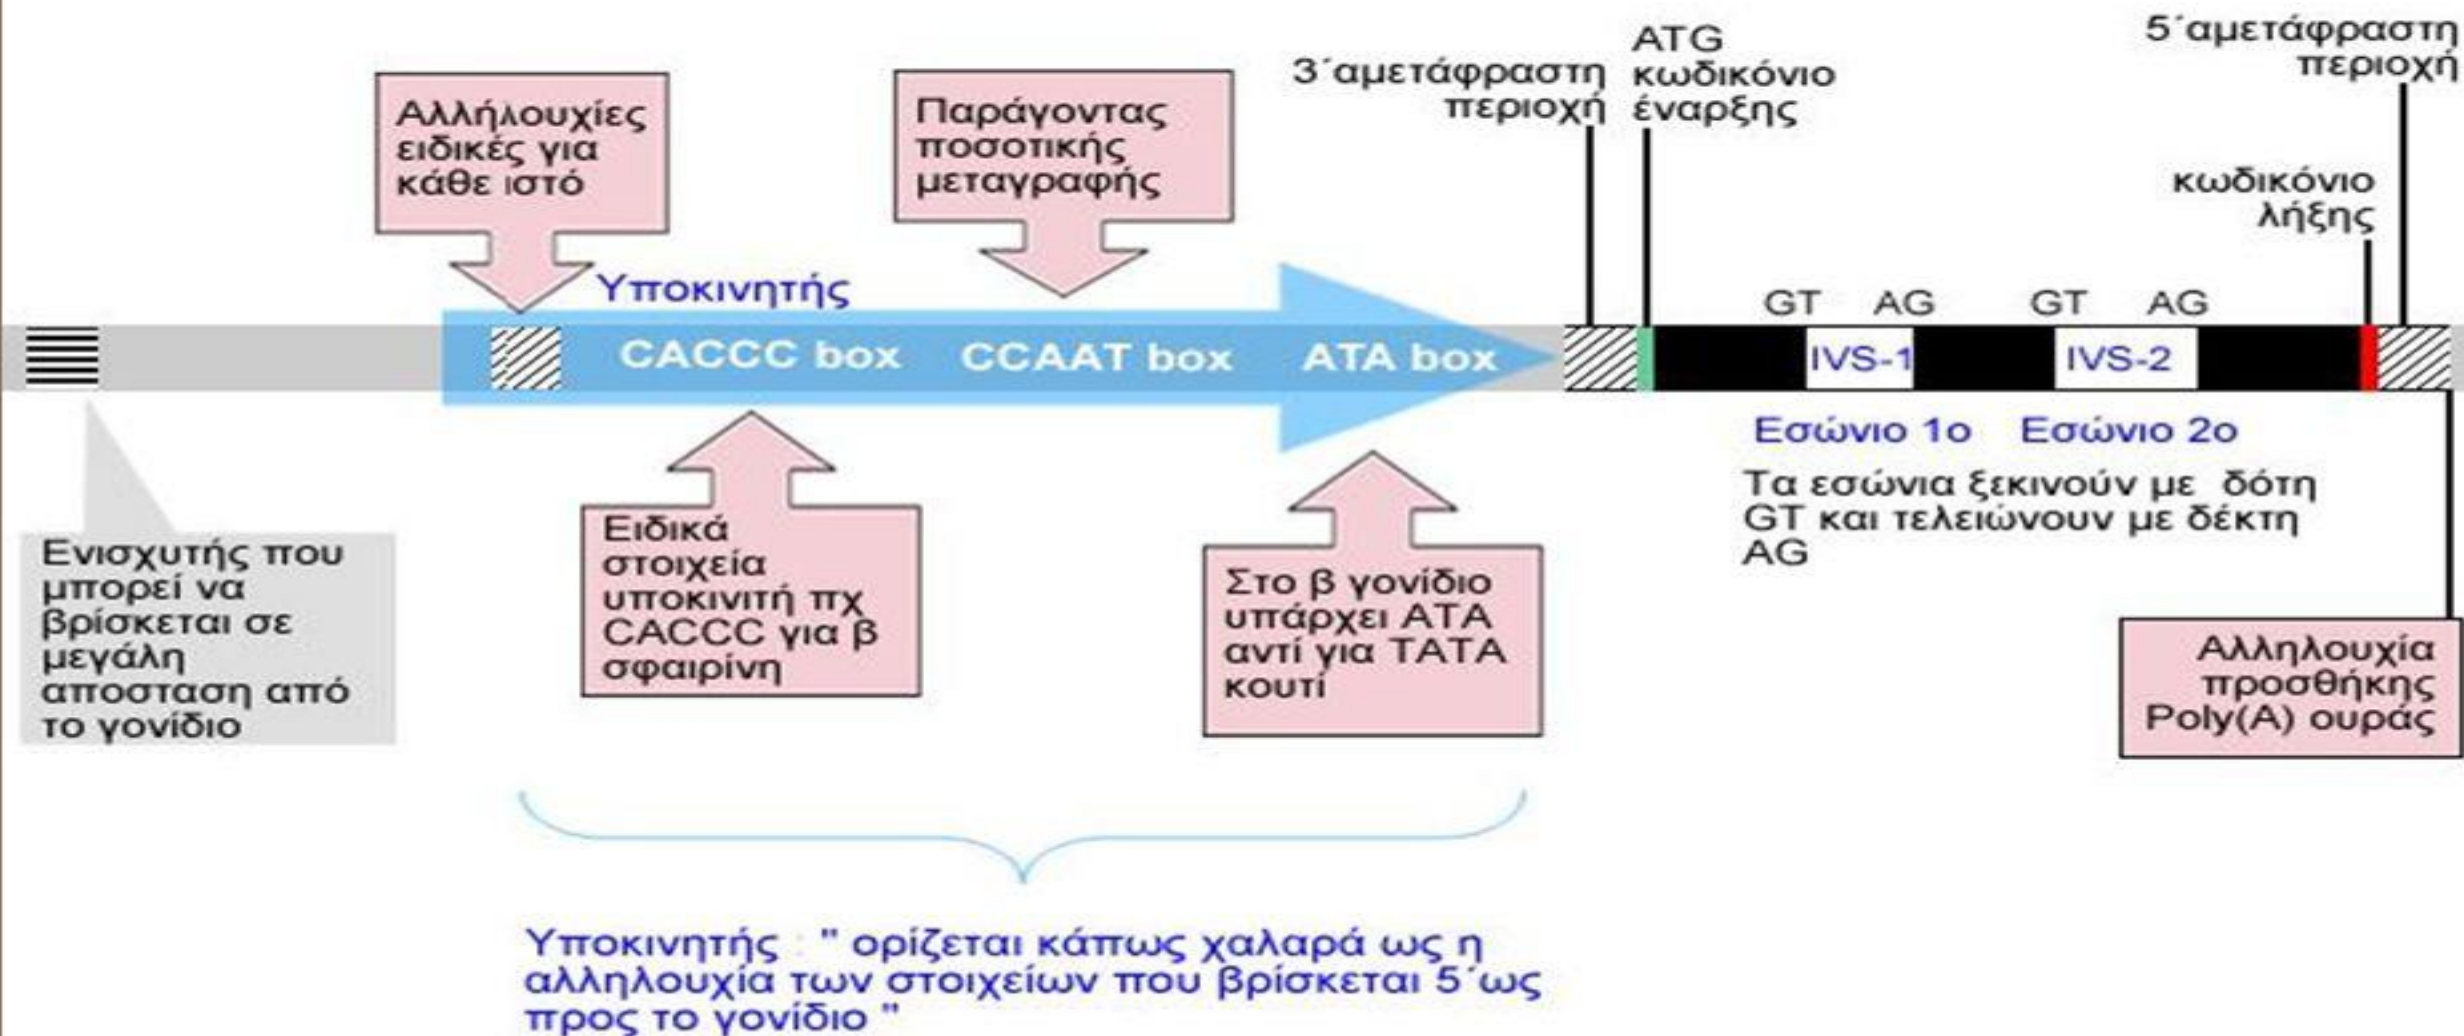 Αλλήλουχίες
ειδικές για
κάθε ιστό
Παράγοντας
ποσοτικής
μεταγραφής
3΄αμετάφραστη
περιοχή
ATG
κωδικόνιο
έναρξης
5΄αμετάφραστη
περιοχή
κωδικόνιο
λήξης
Υποκινητής
GT AG GT AG
CACCC box CCAAT box ATA box
IVS-1 IVS-2
Εσώνιο 1ο Εσώνιο 2ο
Τα εσώνια ξεκινούν με δότη
GT και τελειώνουν με δέκτη
AG
Ενισχυτής που
μπορεί να
βρίσκεται σε
μεγάλη
αποσταση από
το γονίδιο
Ειδικά
στοιχεία
υποκινιτή πχ
CACCC για β
σφαιρίνη
Στο β γονίδιο
υπάρχει ATA
αντί για TATA
κουτί
Αλληλουχία
προσθήκης
Poly(A) ουράς
Υποκινητής : " ορίζεται κάπως χαλαρά ως η
αλληλουχία των στοιχείων που βρίσκεται 5΄ως
προς το γονίδιο "